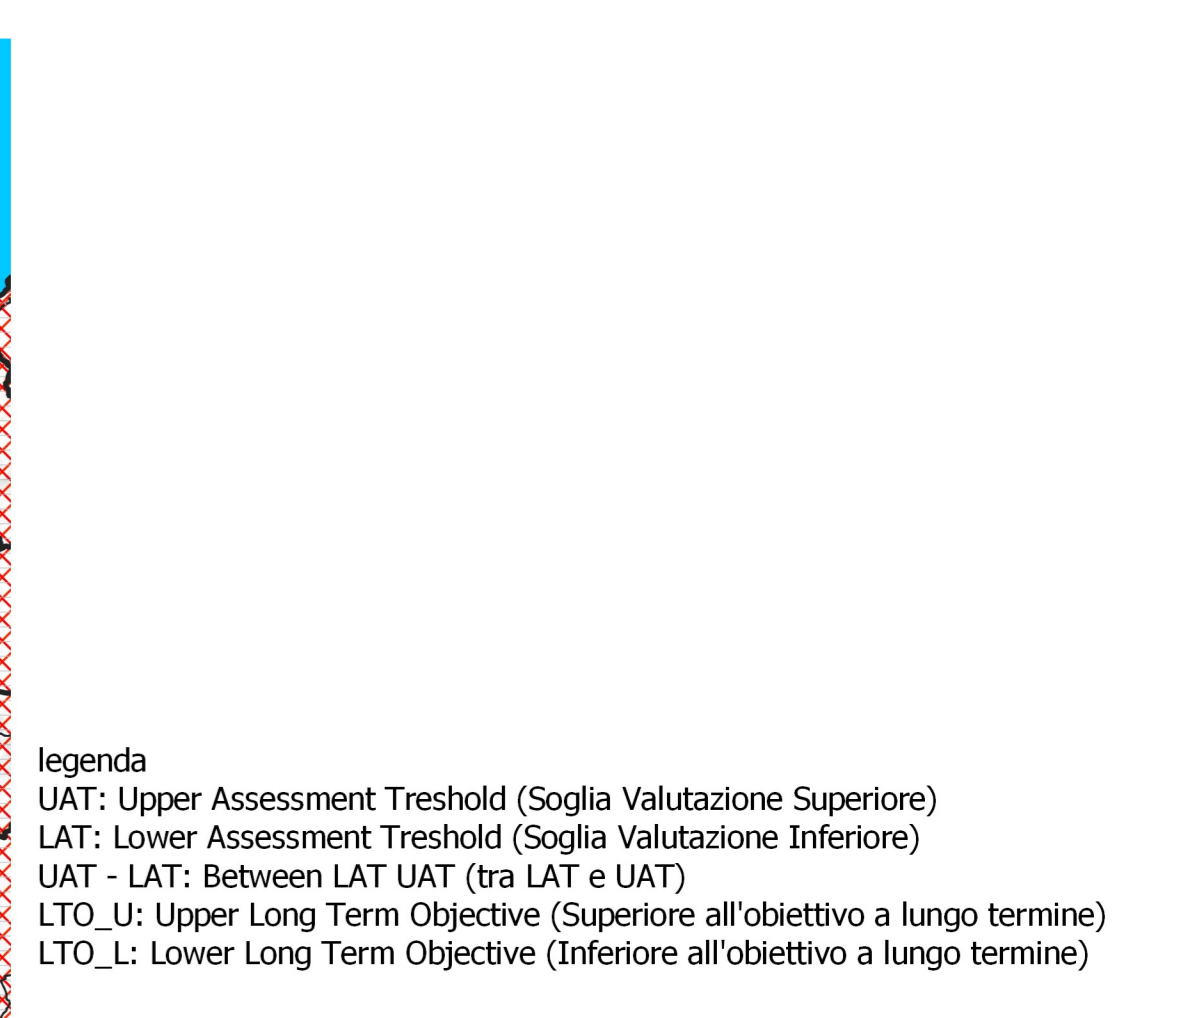 legenda
UAT: Upper Assessment Treshold (Soglia Valutazione Superiore)
LAT: Lower Assessment Treshold (Soglia Valutazione Inferiore)
UAT - LAT: Between LAT UAT (tra LAT e UAT)
LTO_U: Upper Long Term Objective (Superiore all'obiettivo a lungo termine)
LTO_L: Lower Long Term Objective (Inferiore all'obiettivo a lungo termine)